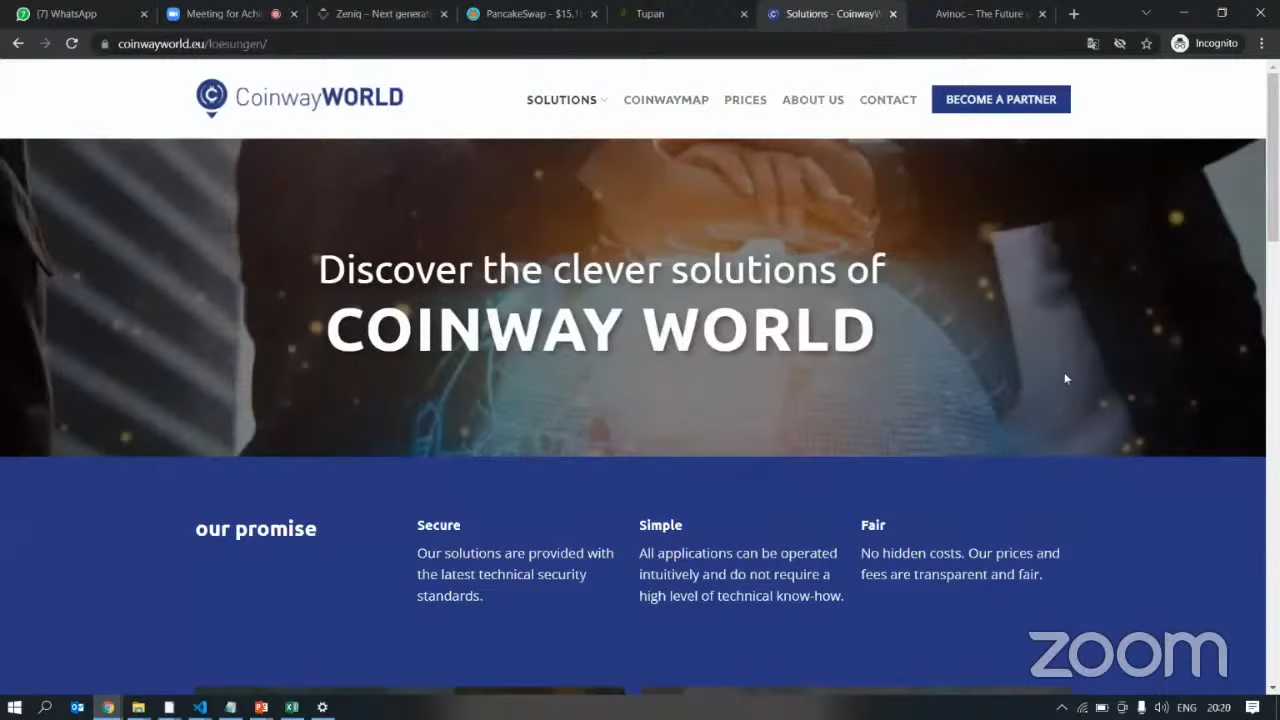 (7) WhatsApp
Meeting for Achi
Zeniq – Next generat
PancakeSwap - $15.1
Tupan
Solutions - CoinwayW
Avinoc – The Future
coinwayworld.eu/loesungen/
Incognito
CoinwayWORLD
SOLUTIONS
COINWAYMAP
PRICES
ABOUT US
CONTACT
BECOME A PARTNER
Discover the clever solutions of
COINWAY WORLD
our promise
Secure
Our solutions are provided with
the latest technical security
standards.
Simple
All applications can be operated
intuitively and do not require a
high level of technical know-how.
Fair
No hidden costs. Our prices and
fees are transparent and fair.
zoom
ENG
20:20